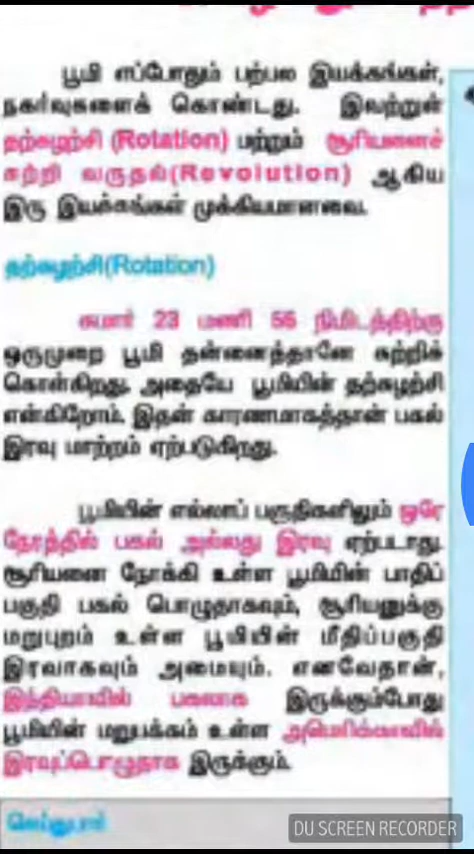 பூமி எப்போதும் பற்பல இயக்கங்கள்,
நகர்வுகளைக் கொண்டது. இவற்றுள்
தற்சுழற்சி (Rotation) மற்றும் சூரியனைச்
சுற்றி வருதல்(Revolution) ஆகிய
இரு இயக்கங்கள் முக்கியமானவை.
தற்சுழற்சி(Rotation)
சுமார் 23 மணி 56 நிமிடத்திற்கு
ஒருமுறை பூமி தன்னைத்தானே சுற்றிக்
கொள்கிறது. அதையே பூமியின் தற்சுழற்சி
என்கிறோம். இதன் காரணமாகத்தான் பகல்
இரவு மாற்றம் ஏற்படுகிறது.
பூமியின் எல்லாப் பகுதிகளிலும் ஒரே
நேரத்தில் பகல் அல்லது இரவு ஏற்படாது.
சூரியனை நோக்கி உள்ள பூமியின் பாதிப்
பகுதி பகல் பொழுதாகவும், சூரியனுக்கு
மறுபுறம் உள்ள பூமியின் மீதிப்பகுதி
இரவாகவும் அமையும். எனவேதான்,
இந்தியாவில் பகலாக இருக்கும்போது
பூமியின் மறுபக்கம் உள்ள அமெரிக்காவில்
இரவுப்பொழுதாக இருக்கும்.
செய்துபார்
DU SCREEN RECORDER